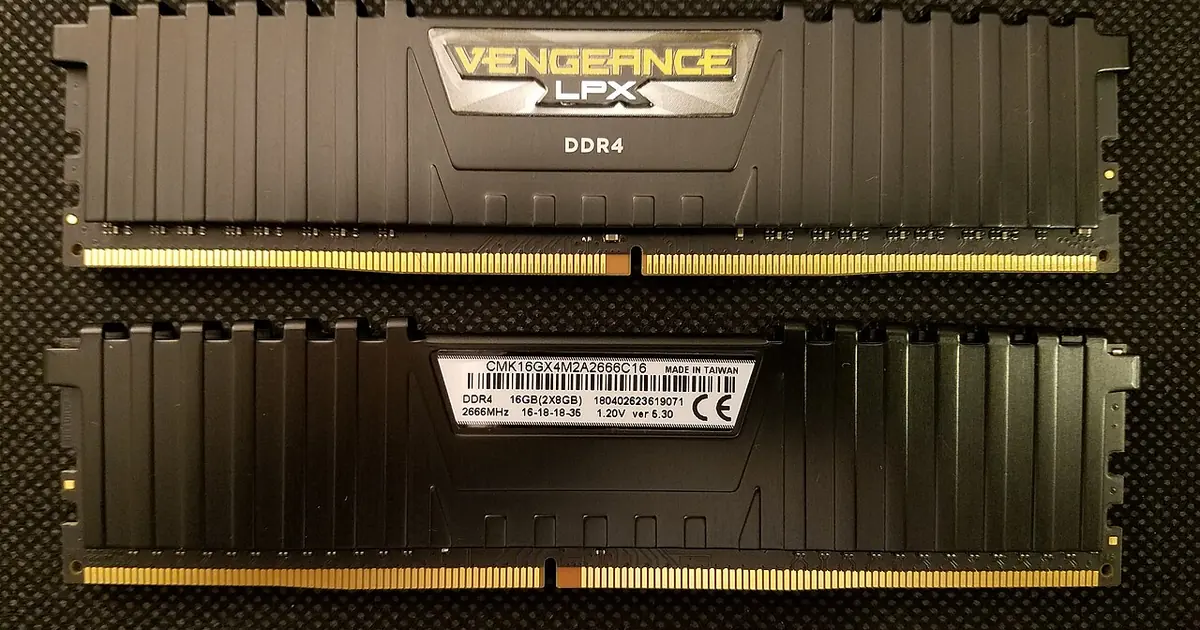 VENGEANCE
LPX
DDR4
CMK16GX4M2A2666C16 MADE IN TAIWAN
DDR4 16GB(2X8GB) 180402623619071
2666MHz 16-18-18-35 1.20V ver 5.30
CE